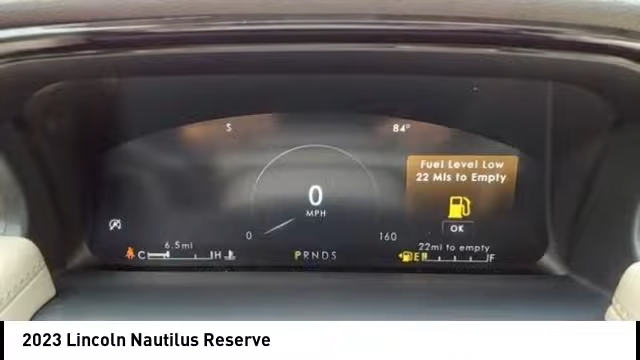 S
84°
Fuel Level Low
22 Mls to Empty
OK
0
MPH
0
160
6.5mi
C H
PRNDS
22mi to empty
E F
2023 Lincoln Nautilus Reserve